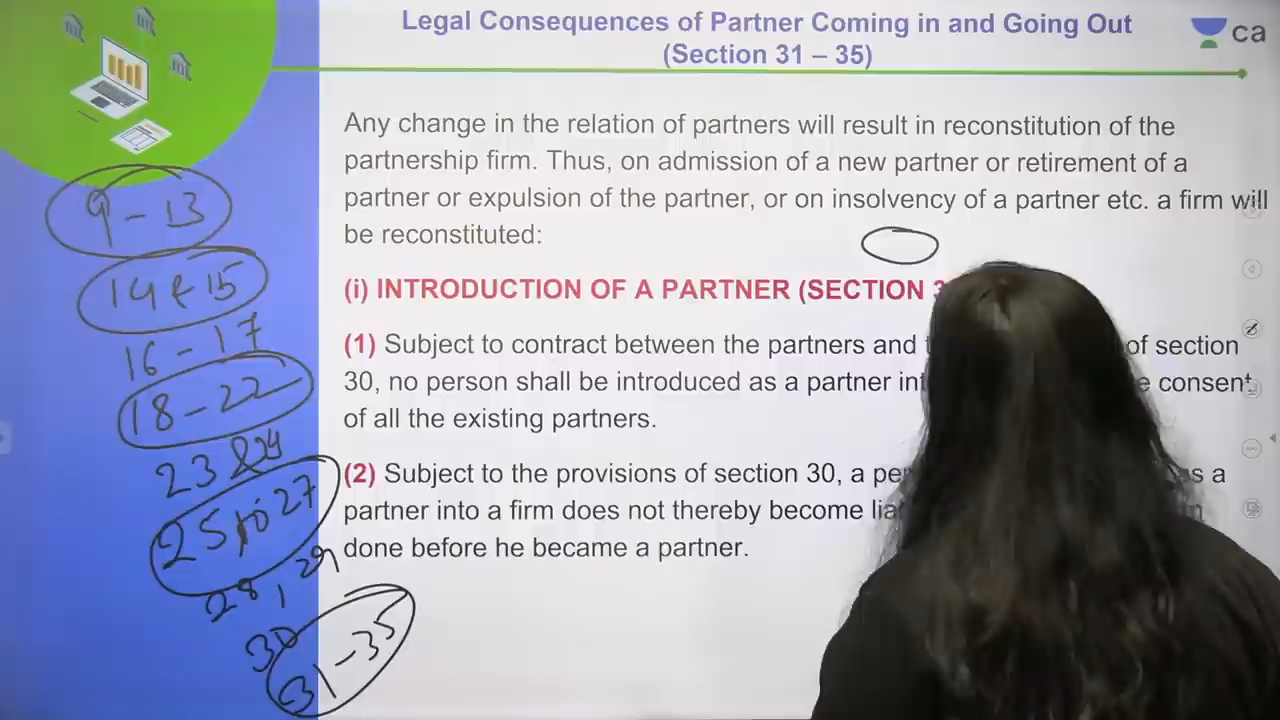 Legal Consequences of Partner Coming in and Going Out
(Section 31 – 35)
ca
Any change in the relation of partners will result in reconstitution of the
partnership firm. Thus, on admission of a new partner or retirement of a
partner or expulsion of the partner, or on insolvency of a partner etc. a firm will
be reconstituted:
(i) INTRODUCTION OF A PARTNER (SECTION
(1) Subject to contract between the partners and of section
30, no person shall be introduced as a partner consent
of all the existing partners.
(2) Subject to the provisions of section 30, a as a
partner into a firm does not thereby become
done before he became a partner.
9 - 13
14 & 15
16 - 17
18 - 22
23 & 24
25 to 27
28, 29
30
31 - 35